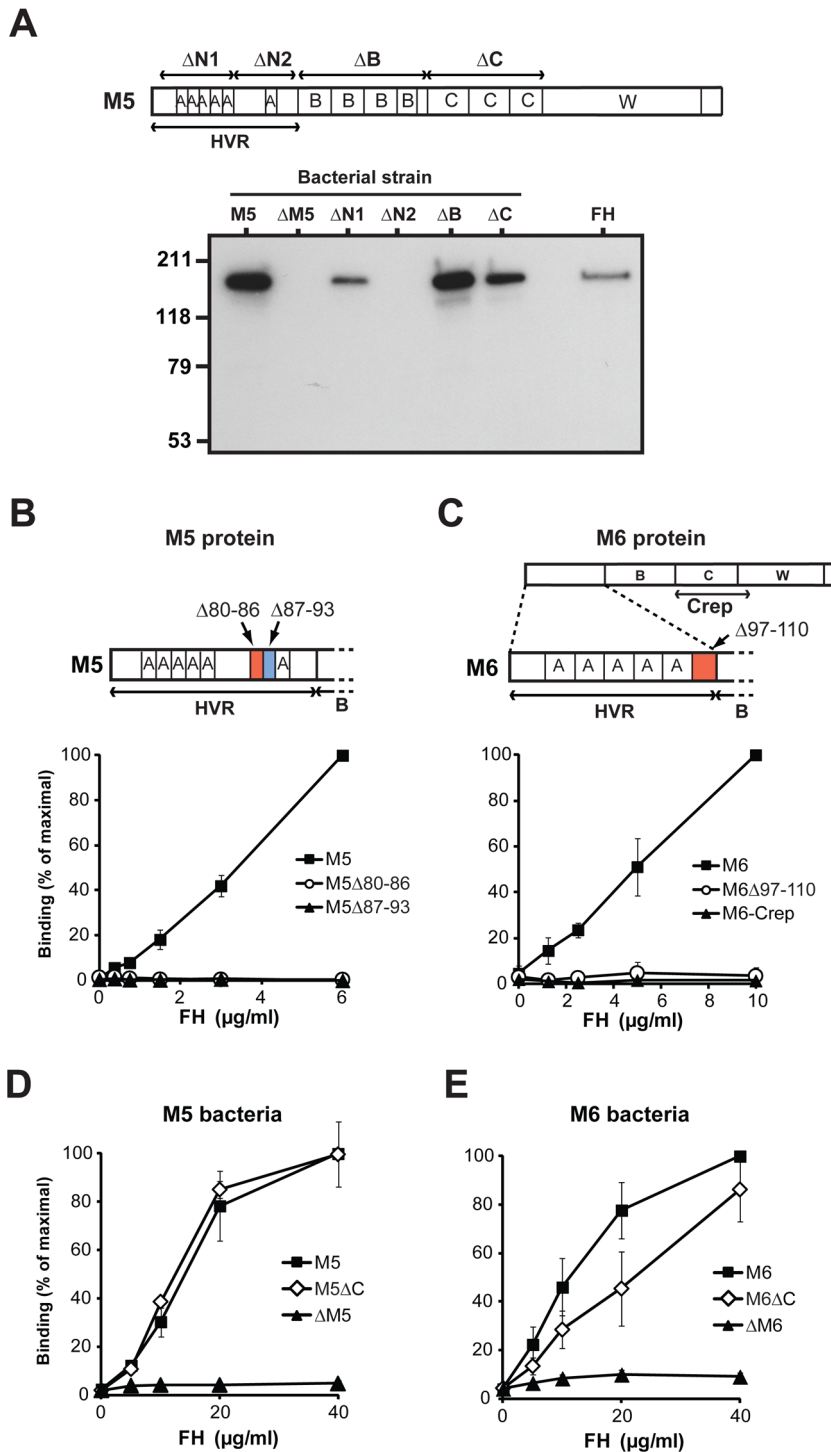 A
ΔN1 ΔN2 ΔB ΔC
M5 A A A A A A B B B B C C C W
HVR
Bacterial strain
M5 ΔM5 ΔN1 ΔN2 ΔB ΔC FH
211
118
79
53
B
M5 protein
Δ80-86 Δ87-93
M5 A A A A A A
HVR B
Binding (% of maximal)
100
80
60
40
20
0
M5
M5Δ80-86
M5Δ87-93
0 2 4 6
FH (µg/ml)
C
M6 protein
B C W
Crep
Δ97-110
M6 A A A A A
HVR B
100
80
60
40
20
0
M6
M6Δ97-110
M6-Crep
0 2 4 6 8 10
FH (µg/ml)
D
M5 bacteria
Binding (% of maximal)
100
80
60
40
20
0
M5
M5ΔC
ΔM5
0 20 40
FH (µg/ml)
E
M6 bacteria
100
80
60
40
20
0
M6
M6ΔC
ΔM6
0 20 40
FH (µg/ml)